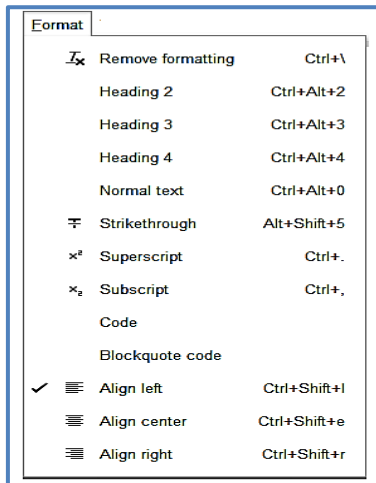 Format
Remove formatting Ctrl+\
Heading 2 Ctrl+Alt+2
Heading 3 Ctrl+Alt+3
Heading 4 Ctrl+Alt+4
Normal text Ctrl+Alt+0
Strikethrough Alt+Shift+5
Superscript Ctrl+.
Subscript Ctrl+,
Code
Blockquote code
Align left Ctrl+Shift+l
Align center Ctrl+Shift+e
Align right Ctrl+Shift+r